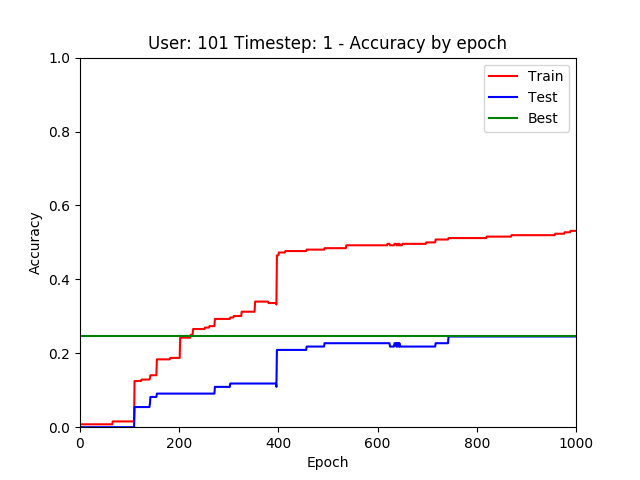 User: 101 Timestep: 1 - Accuracy by epoch
1.0
0.8
0.6
0.4
0.2
0.0
Accuracy
Train
Test
Best
0 200 400 600 800 1000
Epoch